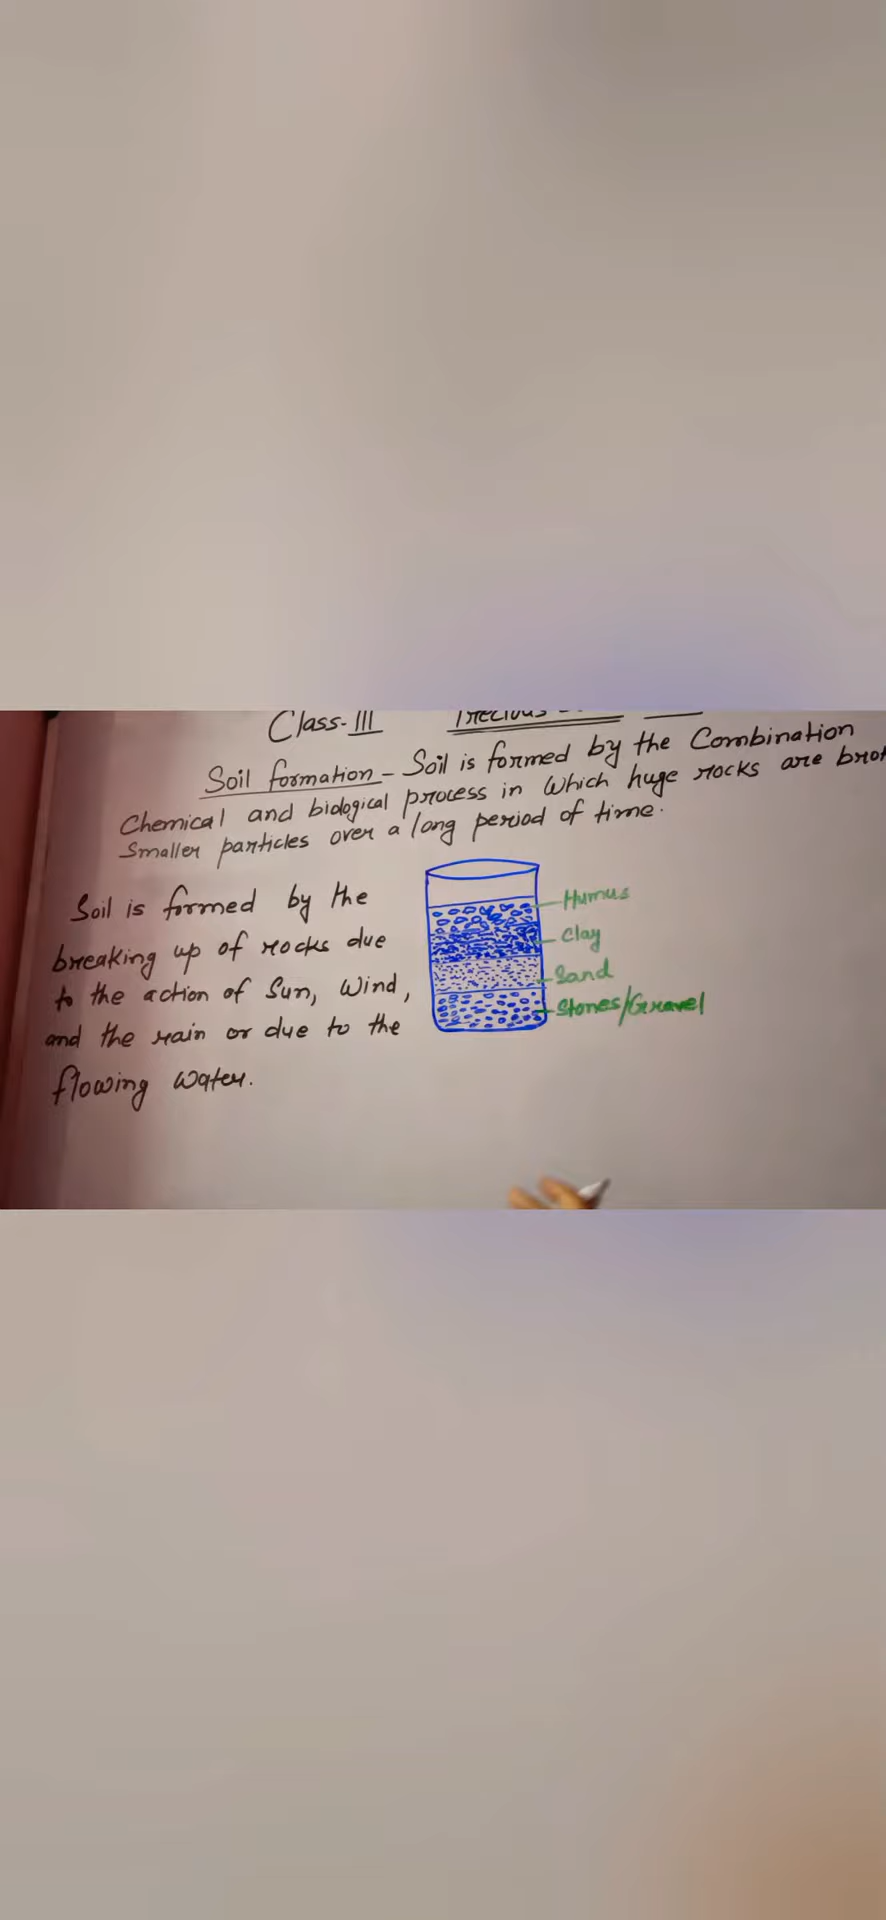 Class-III
Soil formation - Soil is formed by the Combination
Chemical and biological process in which huge rocks are
Smaller particles over a long period of time.
Soil is formed by the
breaking up of rocks due
to the action of Sun, Wind,
and the rain or due to the
flowing water.
Humus
Clay
Sand
Stones/Gravel